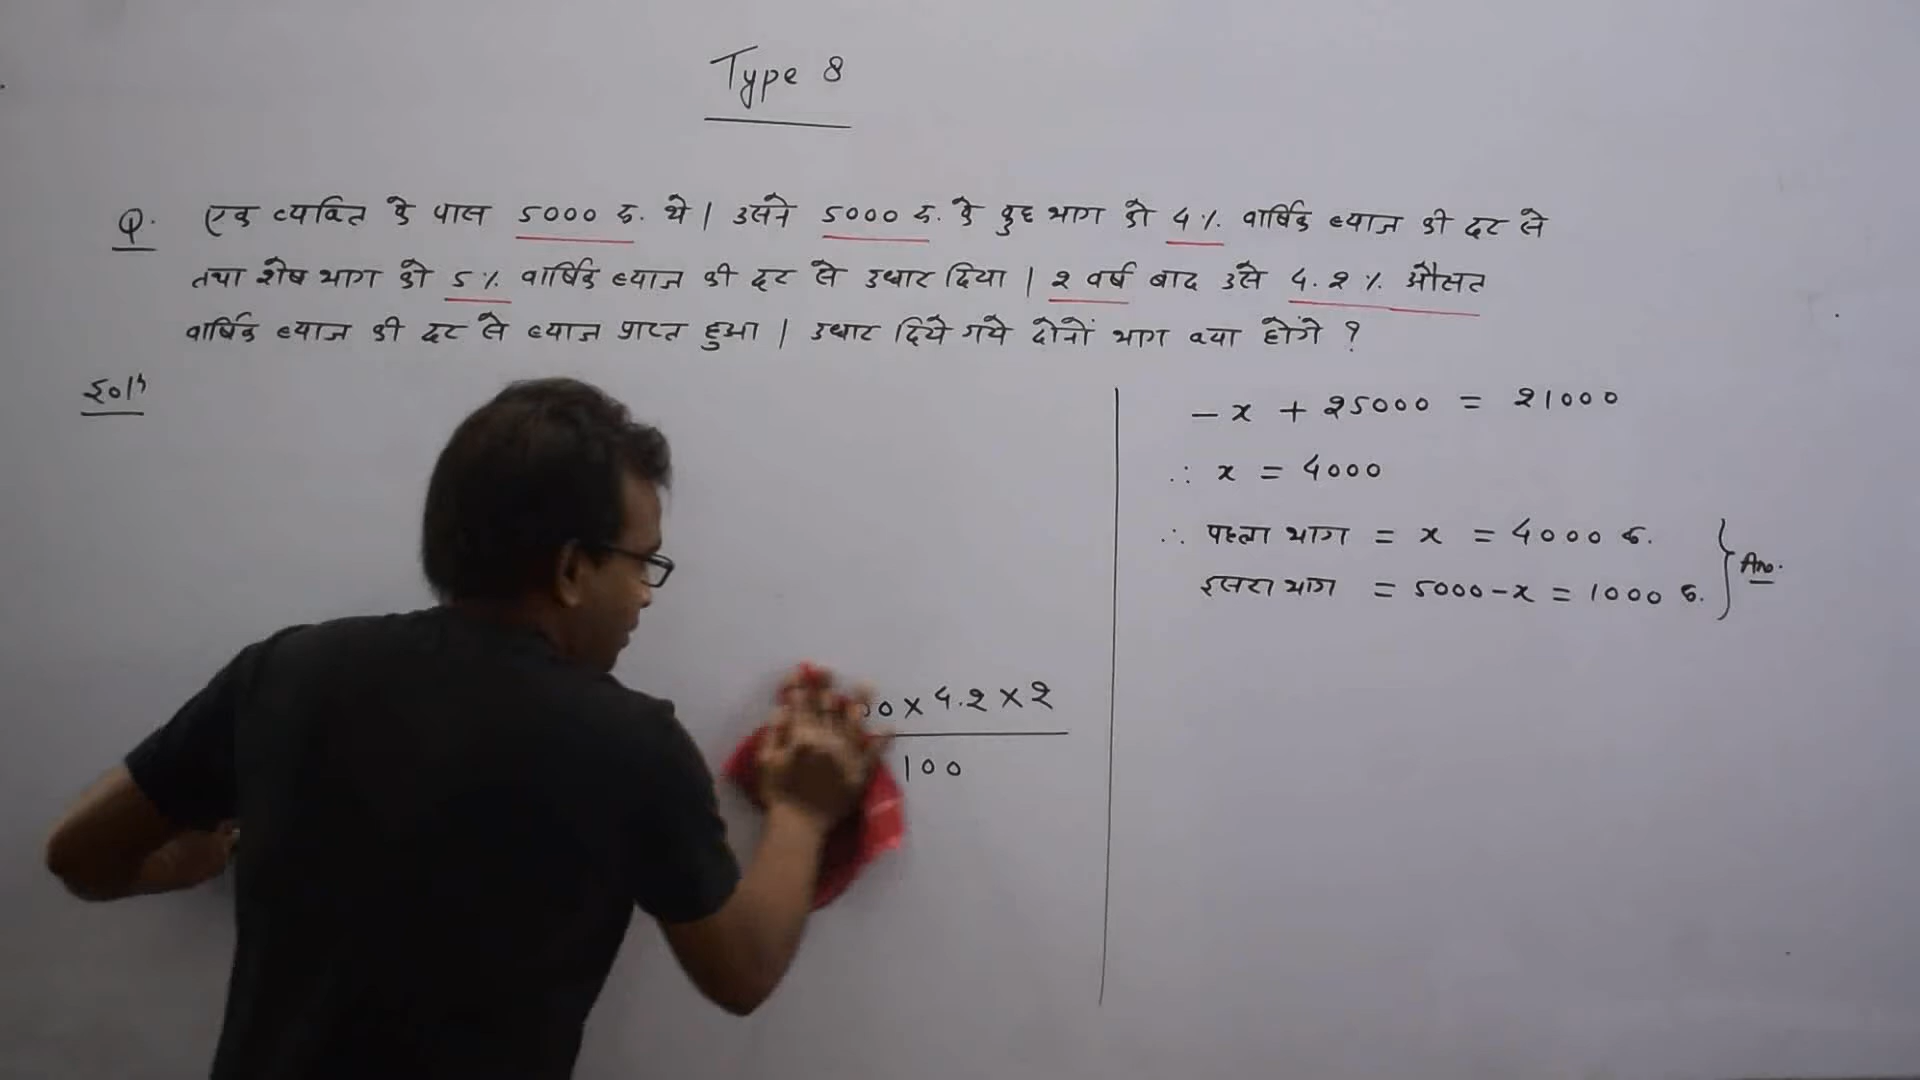 Type 8
Q. एक व्यक्ति के पास 5000 रु. थे | उसने 5000 रु. के कुछ भाग को 4 % वार्षिक ब्याज की दर से
तथा शेष भाग को 5 % वार्षिक ब्याज की दर से उधार दिया | 2 वर्ष बाद उसे 4.2 % औसत
वार्षिक ब्याज की दर से ब्याज प्राप्त हुआ | उधार दिये गये दोनों भाग क्या होंगे ?
Solⁿ
00 x 4.2 x 2
100
- x + 25000 = 21000
∴ x = 4000
∴ पहला भाग = x = 4000 रु.
दूसरा भाग = 5000 - x = 1000 रु.
Ans.